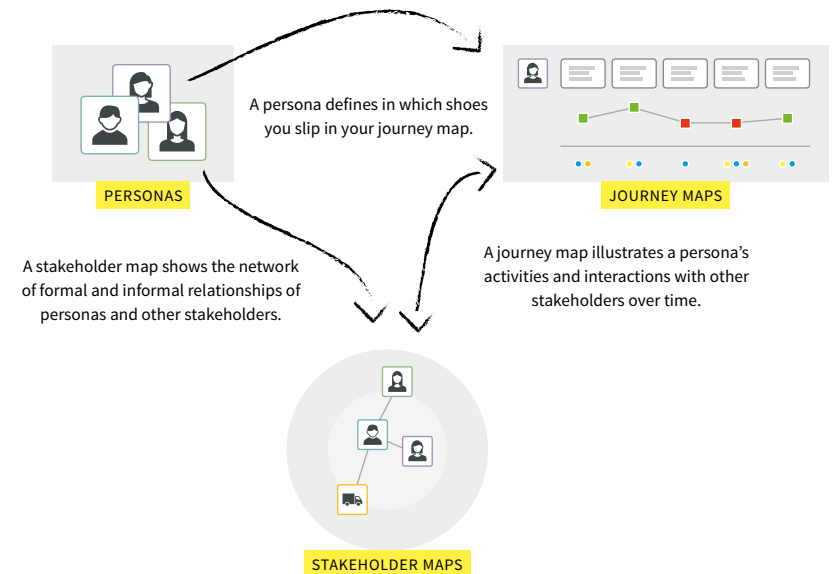 A persona defines in which shoes
you slip in your journey map.
PERSONAS
JOURNEY MAPS
A stakeholder map shows the network
of formal and informal relationships of
personas and other stakeholders.
A journey map illustrates a persona’s
activities and interactions with other
stakeholders over time.
STAKEHOLDER MAPS